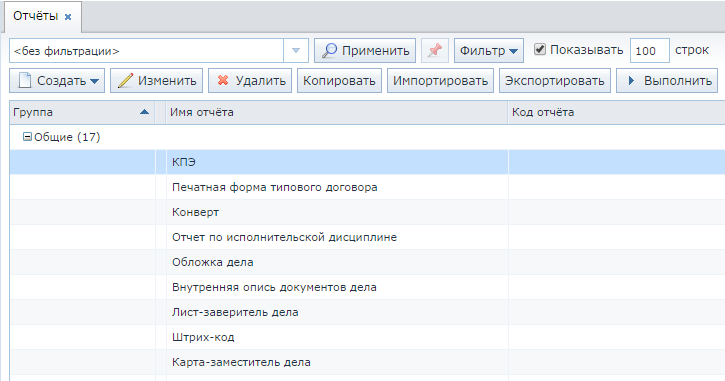 Отчёты
<без фильтрации> Применить Фильтр Показывать 100 строк
Создать Изменить Удалить Копировать Импортировать Экспортировать Выполнить
Группа Имя отчёта Код отчёта
Общие (17)
КПЭ
Печатная форма типового договора
Конверт
Отчет по исполнительской дисциплине
Обложка дела
Внутренняя опись документов дела
Лист-заверитель дела
Штрих-код
Карта-заместитель дела